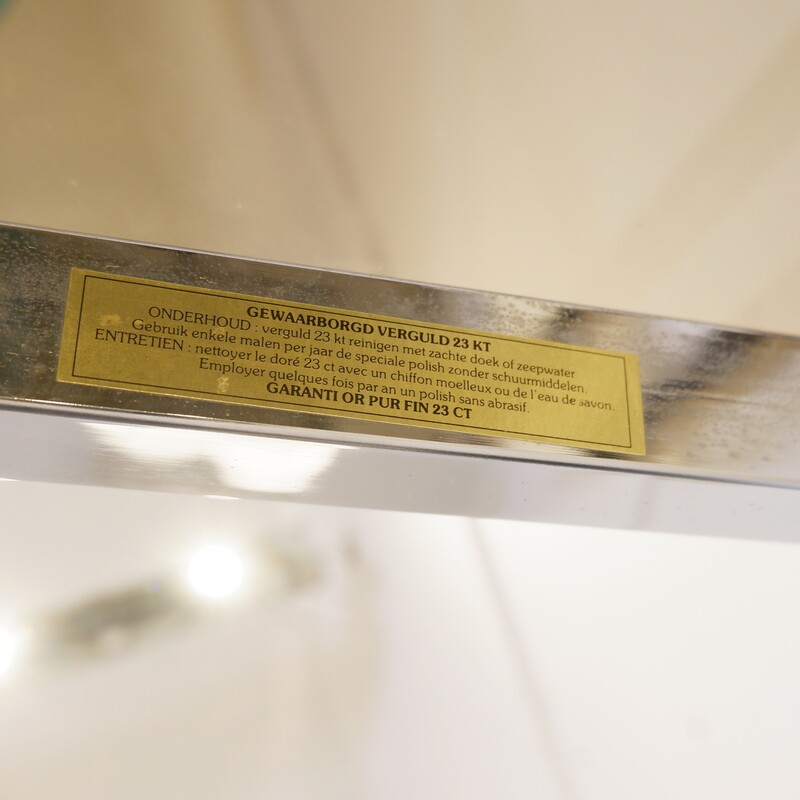 GEWAARBORGD VERGULD 23 KT
ONDERHOUD : verguld 23 kt reinigen met zachte doek of zeepwater
Gebruik enkele malen per jaar de speciale polish zonder schuurmiddelen.
ENTRETIEN : nettoyer le doré 23 ct avec un chiffon moelleux ou de l'eau de savon.
Employer quelques fois par an un polish sans abrasif.
GARANTI OR PUR FIN 23 CT